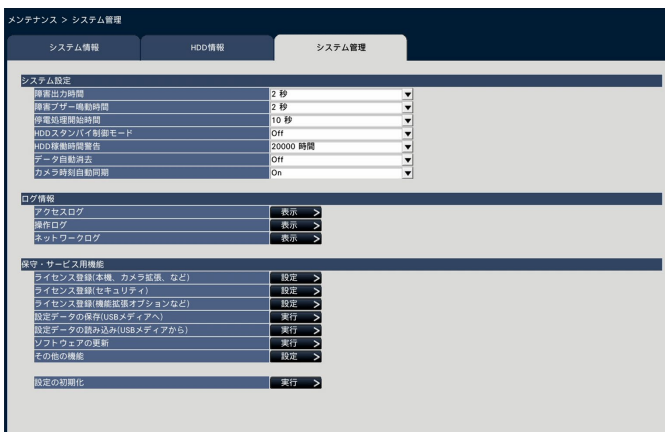 メンテナンス > システム管理
システム情報 HDD情報 システム管理
システム設定
障害出力時間 2 秒
障害ブザー鳴動時間 2 秒
停電処理開始時間 10 秒
HDDスタンバイ制御モード Off
HDD稼働時間警告 20000 時間
データ自動消去 Off
カメラ時刻自動同期 On
ログ情報
アクセスログ 表示 >
操作ログ 表示 >
ネットワークログ 表示 >
保守・サービス用機能
ライセンス登録(本機、カメラ拡張、など) 設定 >
ライセンス登録(セキュリティ) 設定 >
ライセンス登録(機能拡張オプションなど) 設定 >
設定データの保存(USBメディアへ) 実行 >
設定データの読み込み(USBメディアから) 実行 >
ソフトウェアの更新 実行 >
その他の機能 設定 >
設定の初期化 実行 >